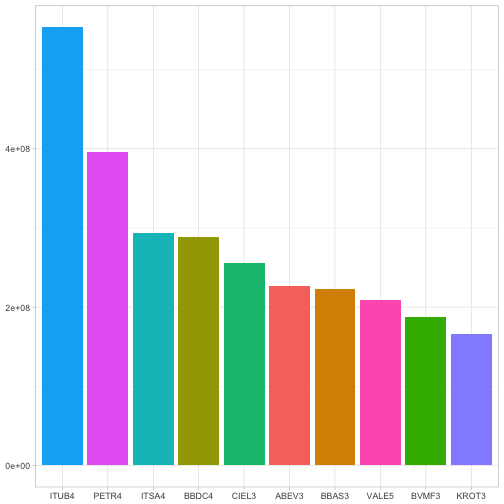 4e+08
2e+08
0e+00
ITUB4 PETR4 ITSA4 BBDC4 CIEL3 ABEV3 BBAS3 VALE5 BVMF3 KROT3